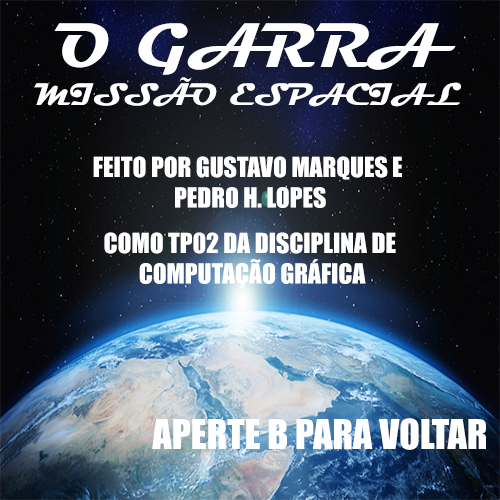 O GARRA
MISSÃO ESPACIAL
FEITO POR GUSTAVO MARQUES E
PEDRO H. LOPES
COMO TP02 DA DISCIPLINA DE
COMPUTAÇÃO GRÁFICA
APERTE B PARA VOLTAR